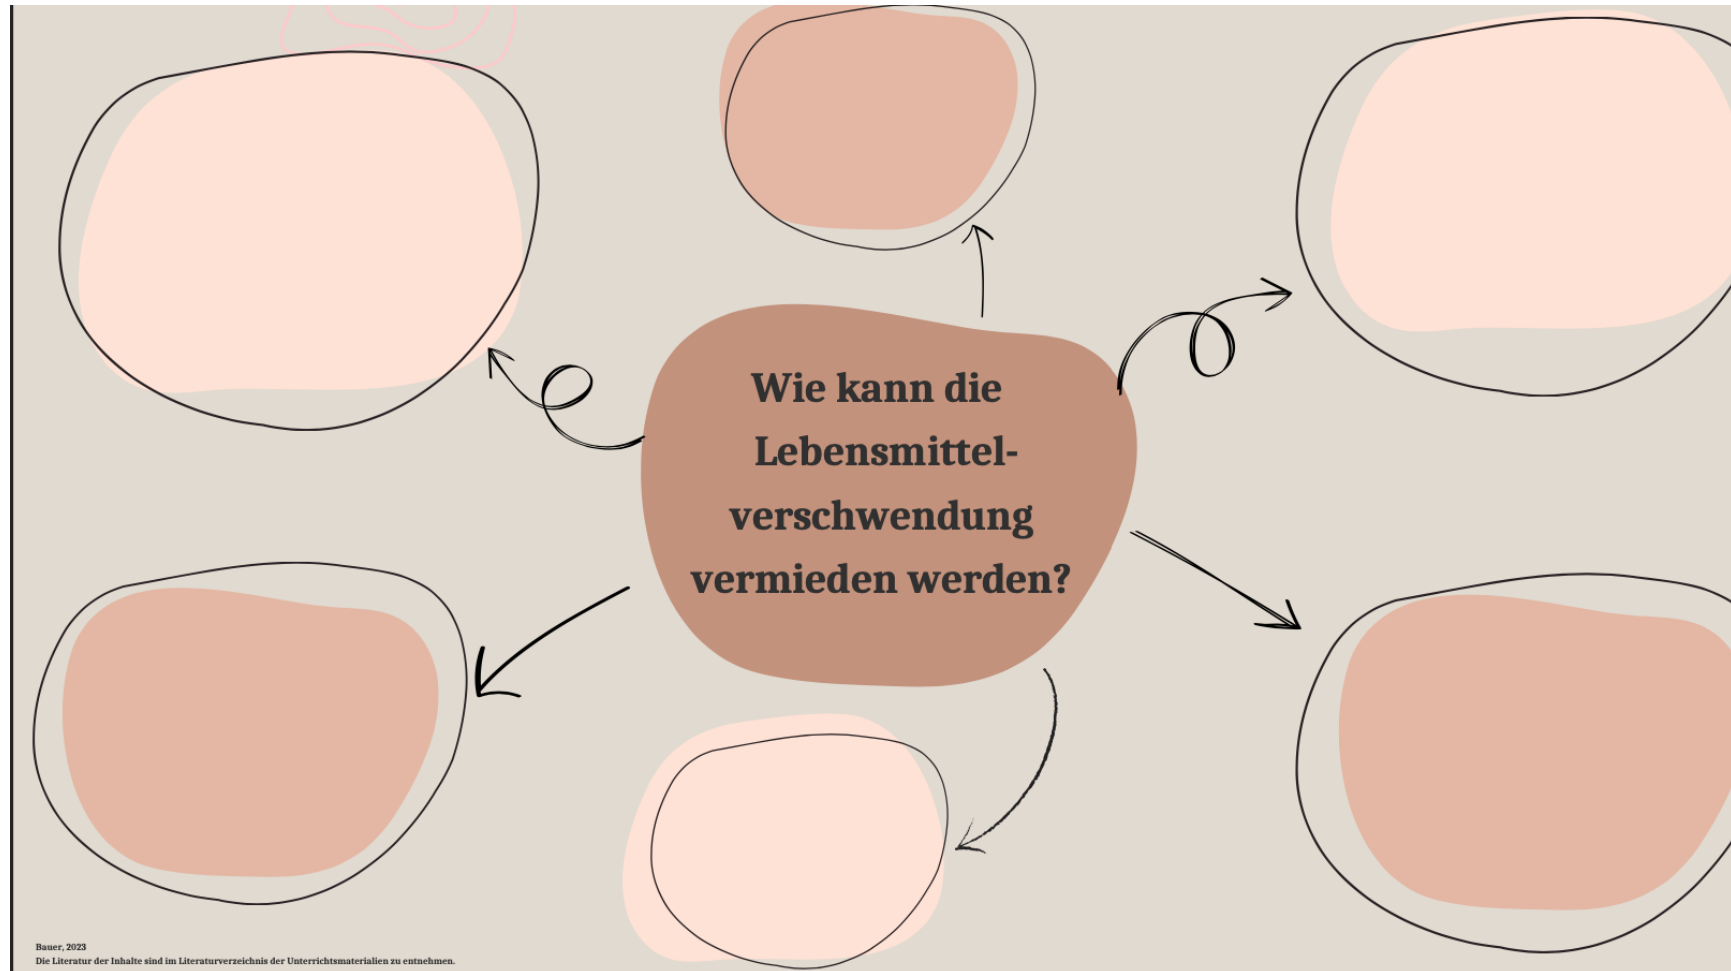 Wie kann die
Lebensmittel-
verschwendung
vermieden werden?
Bauer, 2023
Die Literatur der Inhalte sind im Literaturverzeichnis der Unterrichtsmaterialien zu entnehmen.